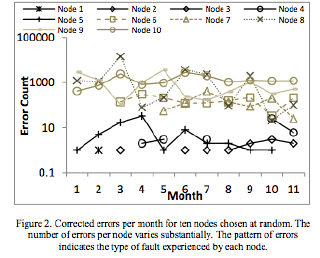 Node 1 Node 2 Node 3 Node 4
Node 5 Node 6 Node 7 Node 8
Node 9 Node 10
100000
1000
10
0.1
Error Count
1 2 3 4 5 6 7 8 9 10 11
Month
Figure 2. Corrected errors per month for ten nodes chosen at random. The
number of errors per node varies substantially. The pattern of errors
indicates the type of fault experienced by each node.